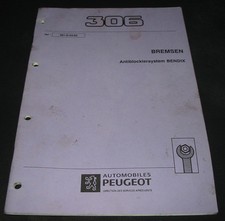 306
BREMSEN
Antiblockiersystem BENDIX
AUTOMOBILES
PEUGEOT